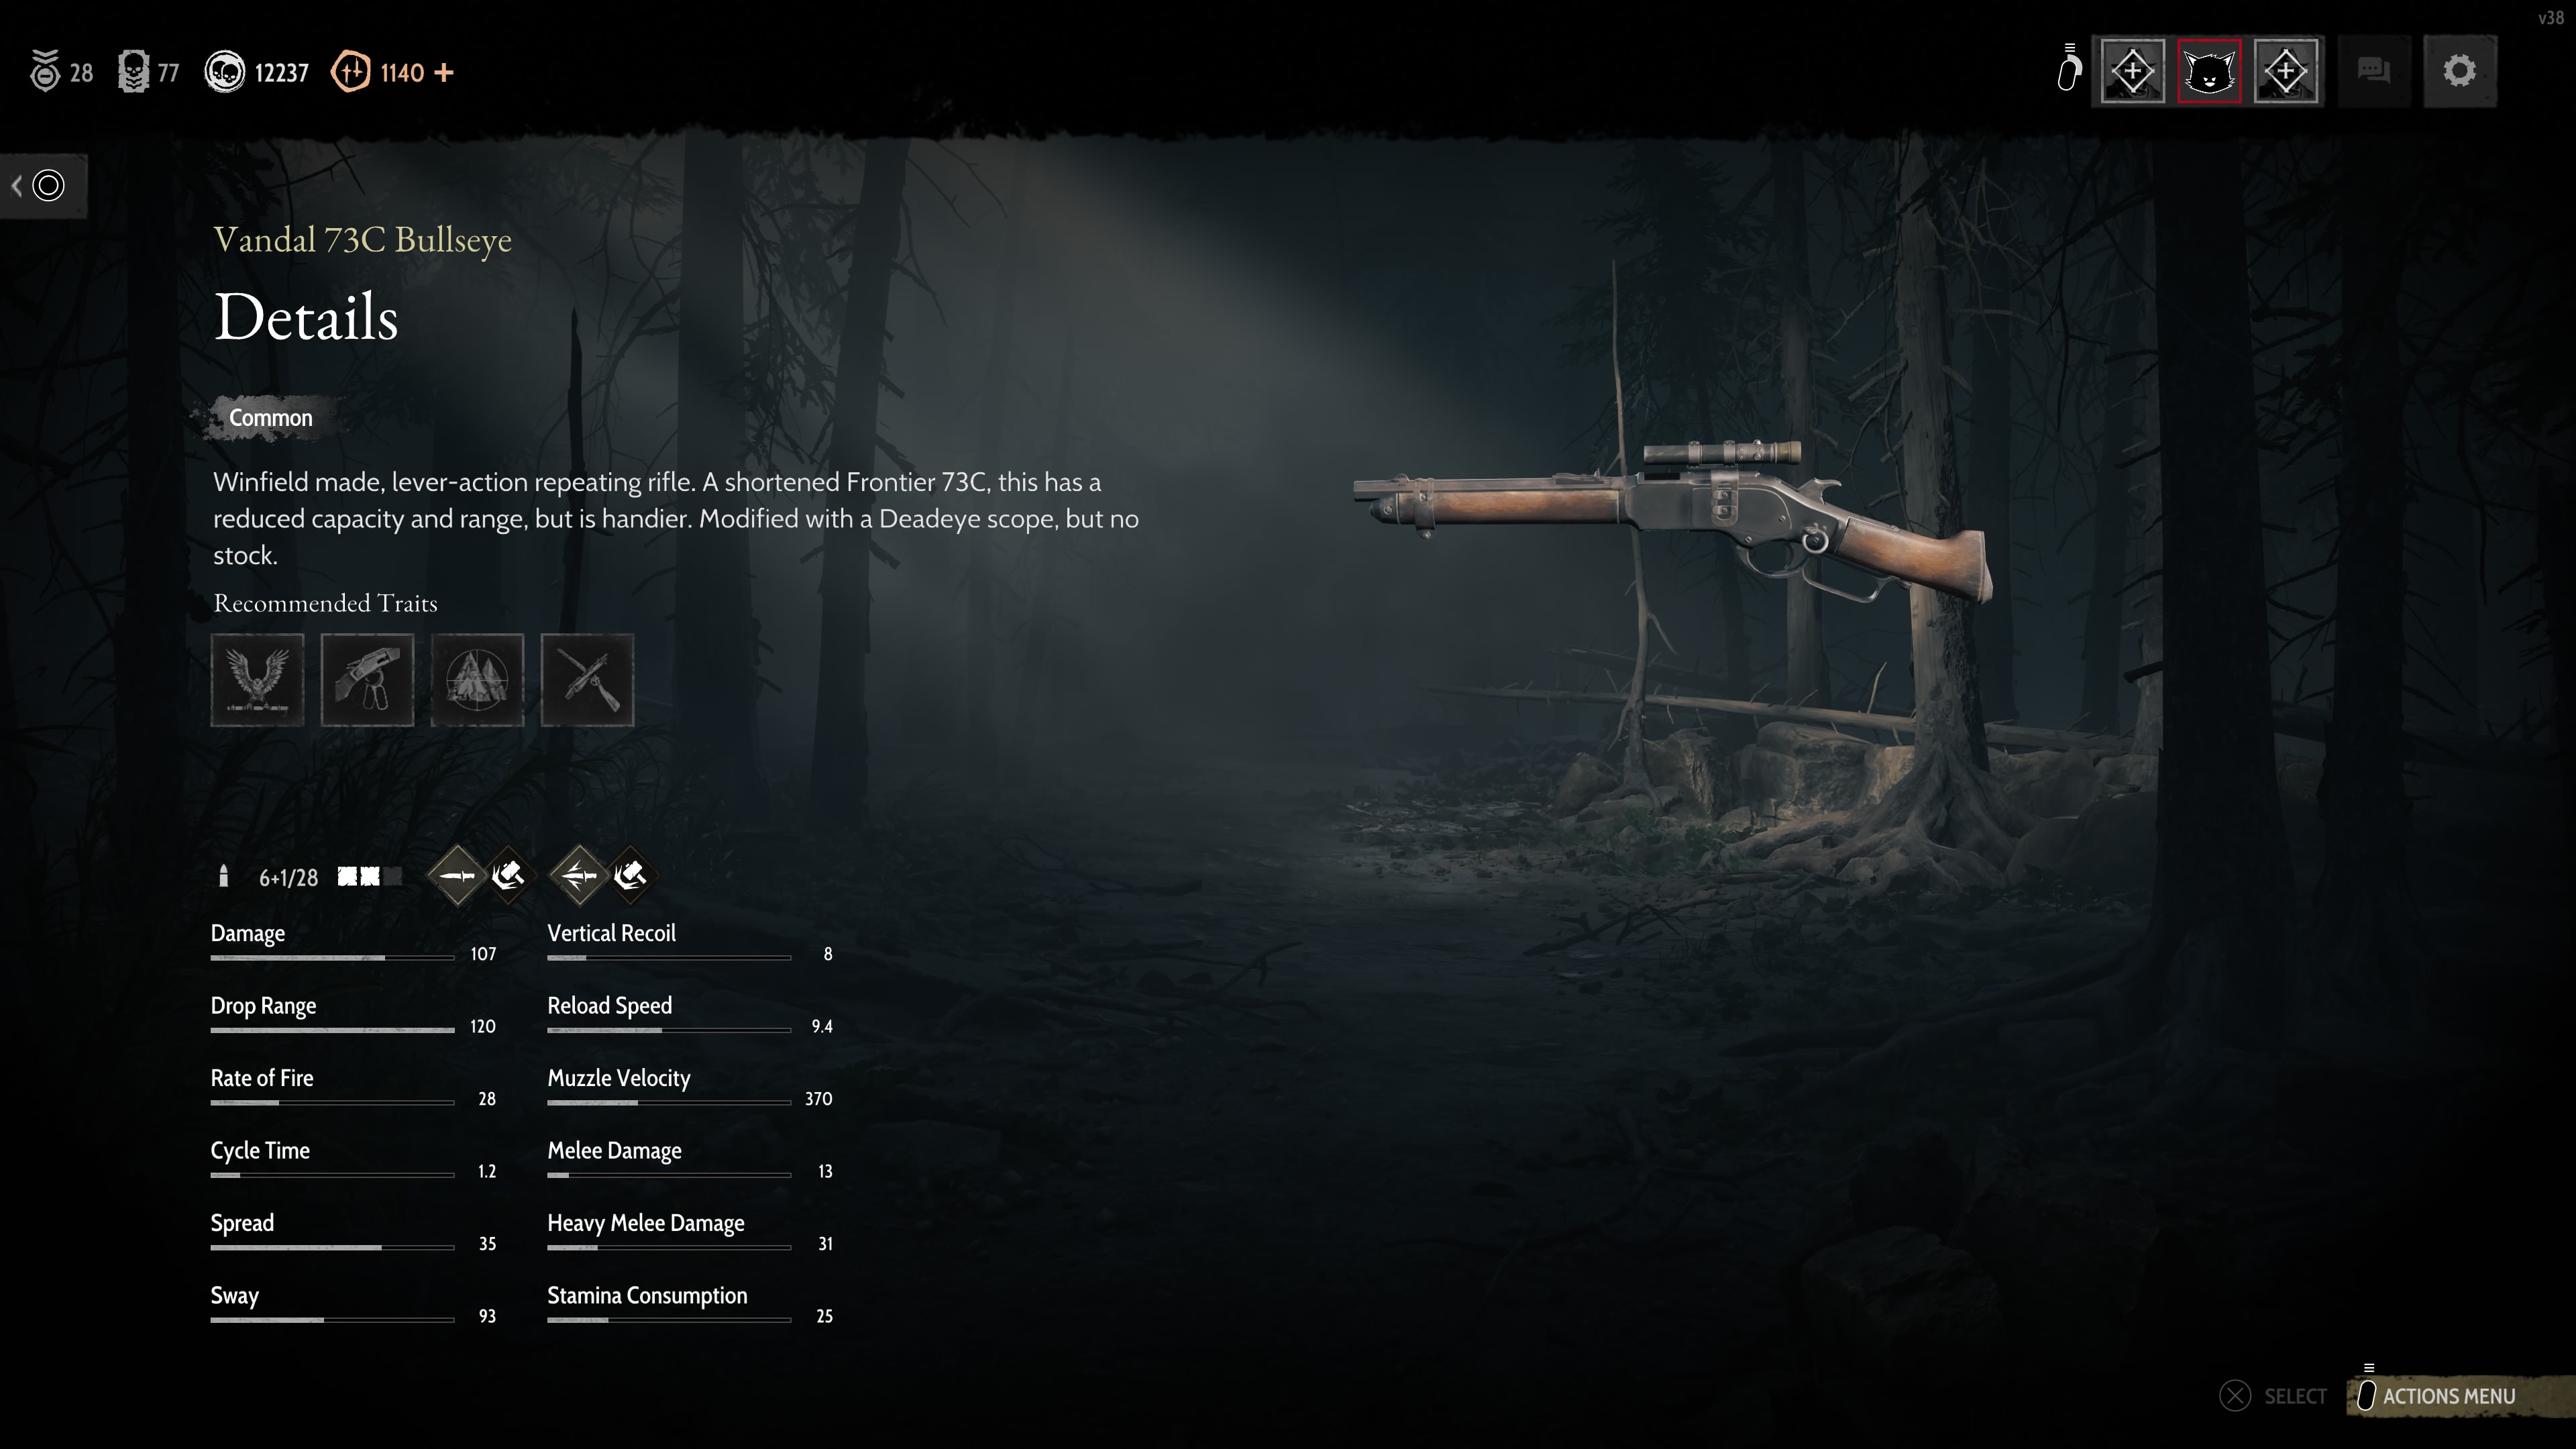 v38
28 77 12237 1140 +
Vandal 73C Bullseye
Details
Common
Winfield made, lever-action repeating rifle. A shortened Frontier 73C, this has a
reduced capacity and range, but is handier. Modified with a Deadeye scope, but no
stock.
Recommended Traits
6+1/28
Damage 107
Drop Range 120
Rate of Fire 28
Cycle Time 1.2
Spread 35
Sway 93
Vertical Recoil 8
Reload Speed 9.4
Muzzle Velocity 370
Melee Damage 13
Heavy Melee Damage 31
Stamina Consumption 25
SELECT
ACTIONS MENU